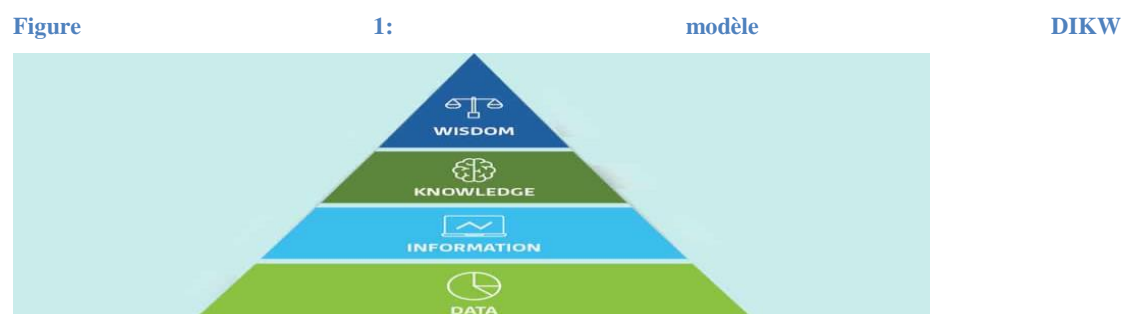 Figure 1: modèle DIKW
WISDOM
KNOWLEDGE
INFORMATION
DATA